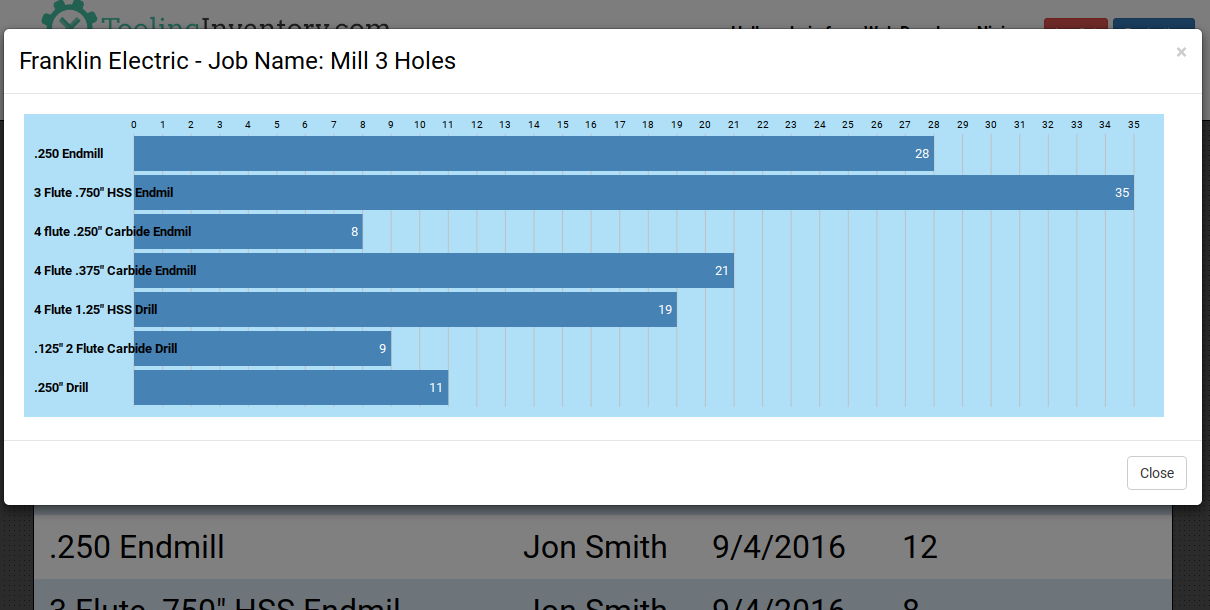 ToolingInventory.com
Franklin Electric - Job Name: Mill 3 Holes
×
0 1 2 3 4 5 6 7 8 9 10 11 12 13 14 15 16 17 18 19 20 21 22 23 24 25 26 27 28 29 30 31 32 33 34 35
.250 Endmill 28
3 Flute .750" HSS Endmil 35
4 flute .250" Carbide Endmil 8
4 Flute .375" Carbide Endmill 21
4 Flute 1.25" HSS Drill 19
.125" 2 Flute Carbide Drill 9
.250" Drill 11
Close
.250 Endmill Jon Smith 9/4/2016 12
3 Flute .750" HSS Endmil Jon Smith 9/4/2016 8